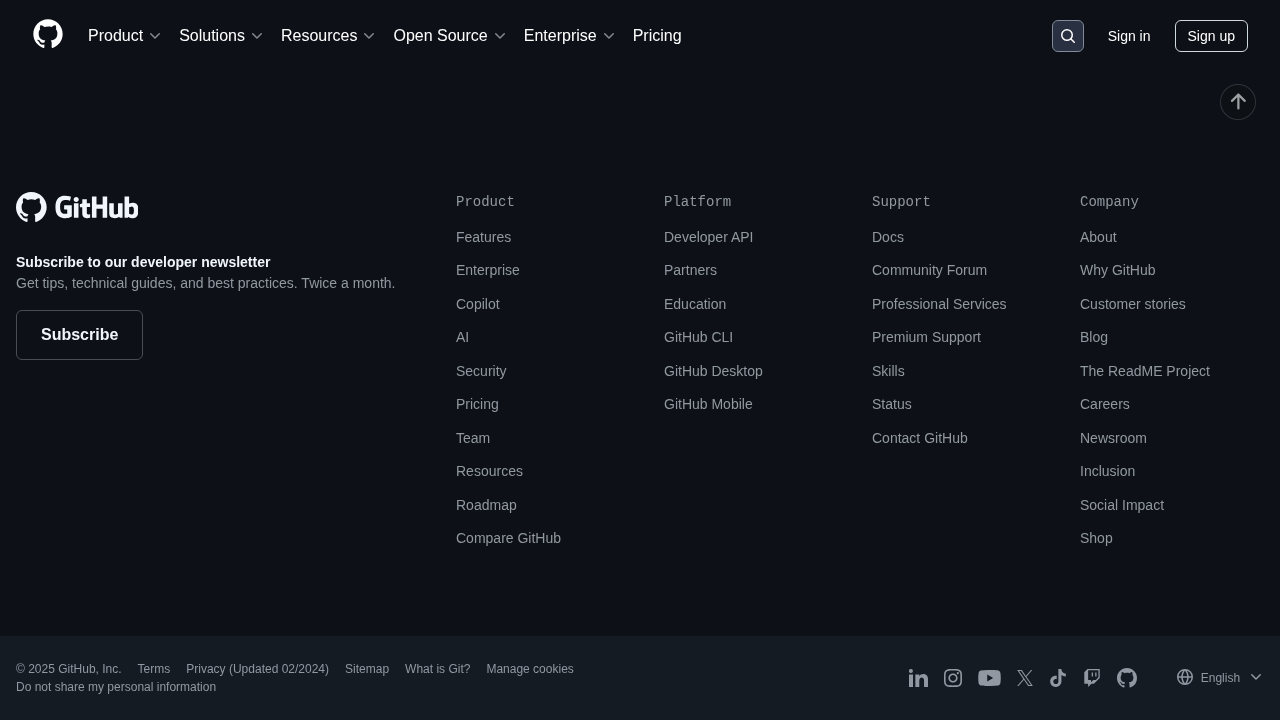 Product
Solutions
Resources
Open Source
Enterprise
Pricing
Sign in
Sign up
GitHub
Subscribe to our developer newsletter
Get tips, technical guides, and best practices. Twice a month.
Subscribe
Product
Features
Enterprise
Copilot
AI
Security
Pricing
Team
Resources
Roadmap
Compare GitHub
Platform
Developer API
Partners
Education
GitHub CLI
GitHub Desktop
GitHub Mobile
Support
Docs
Community Forum
Professional Services
Premium Support
Skills
Status
Contact GitHub
Company
About
Why GitHub
Customer stories
Blog
The ReadME Project
Careers
Newsroom
Inclusion
Social Impact
Shop
© 2025 GitHub, Inc.
Terms
Privacy (Updated 02/2024)
Sitemap
What is Git?
Manage cookies
Do not share my personal information
English